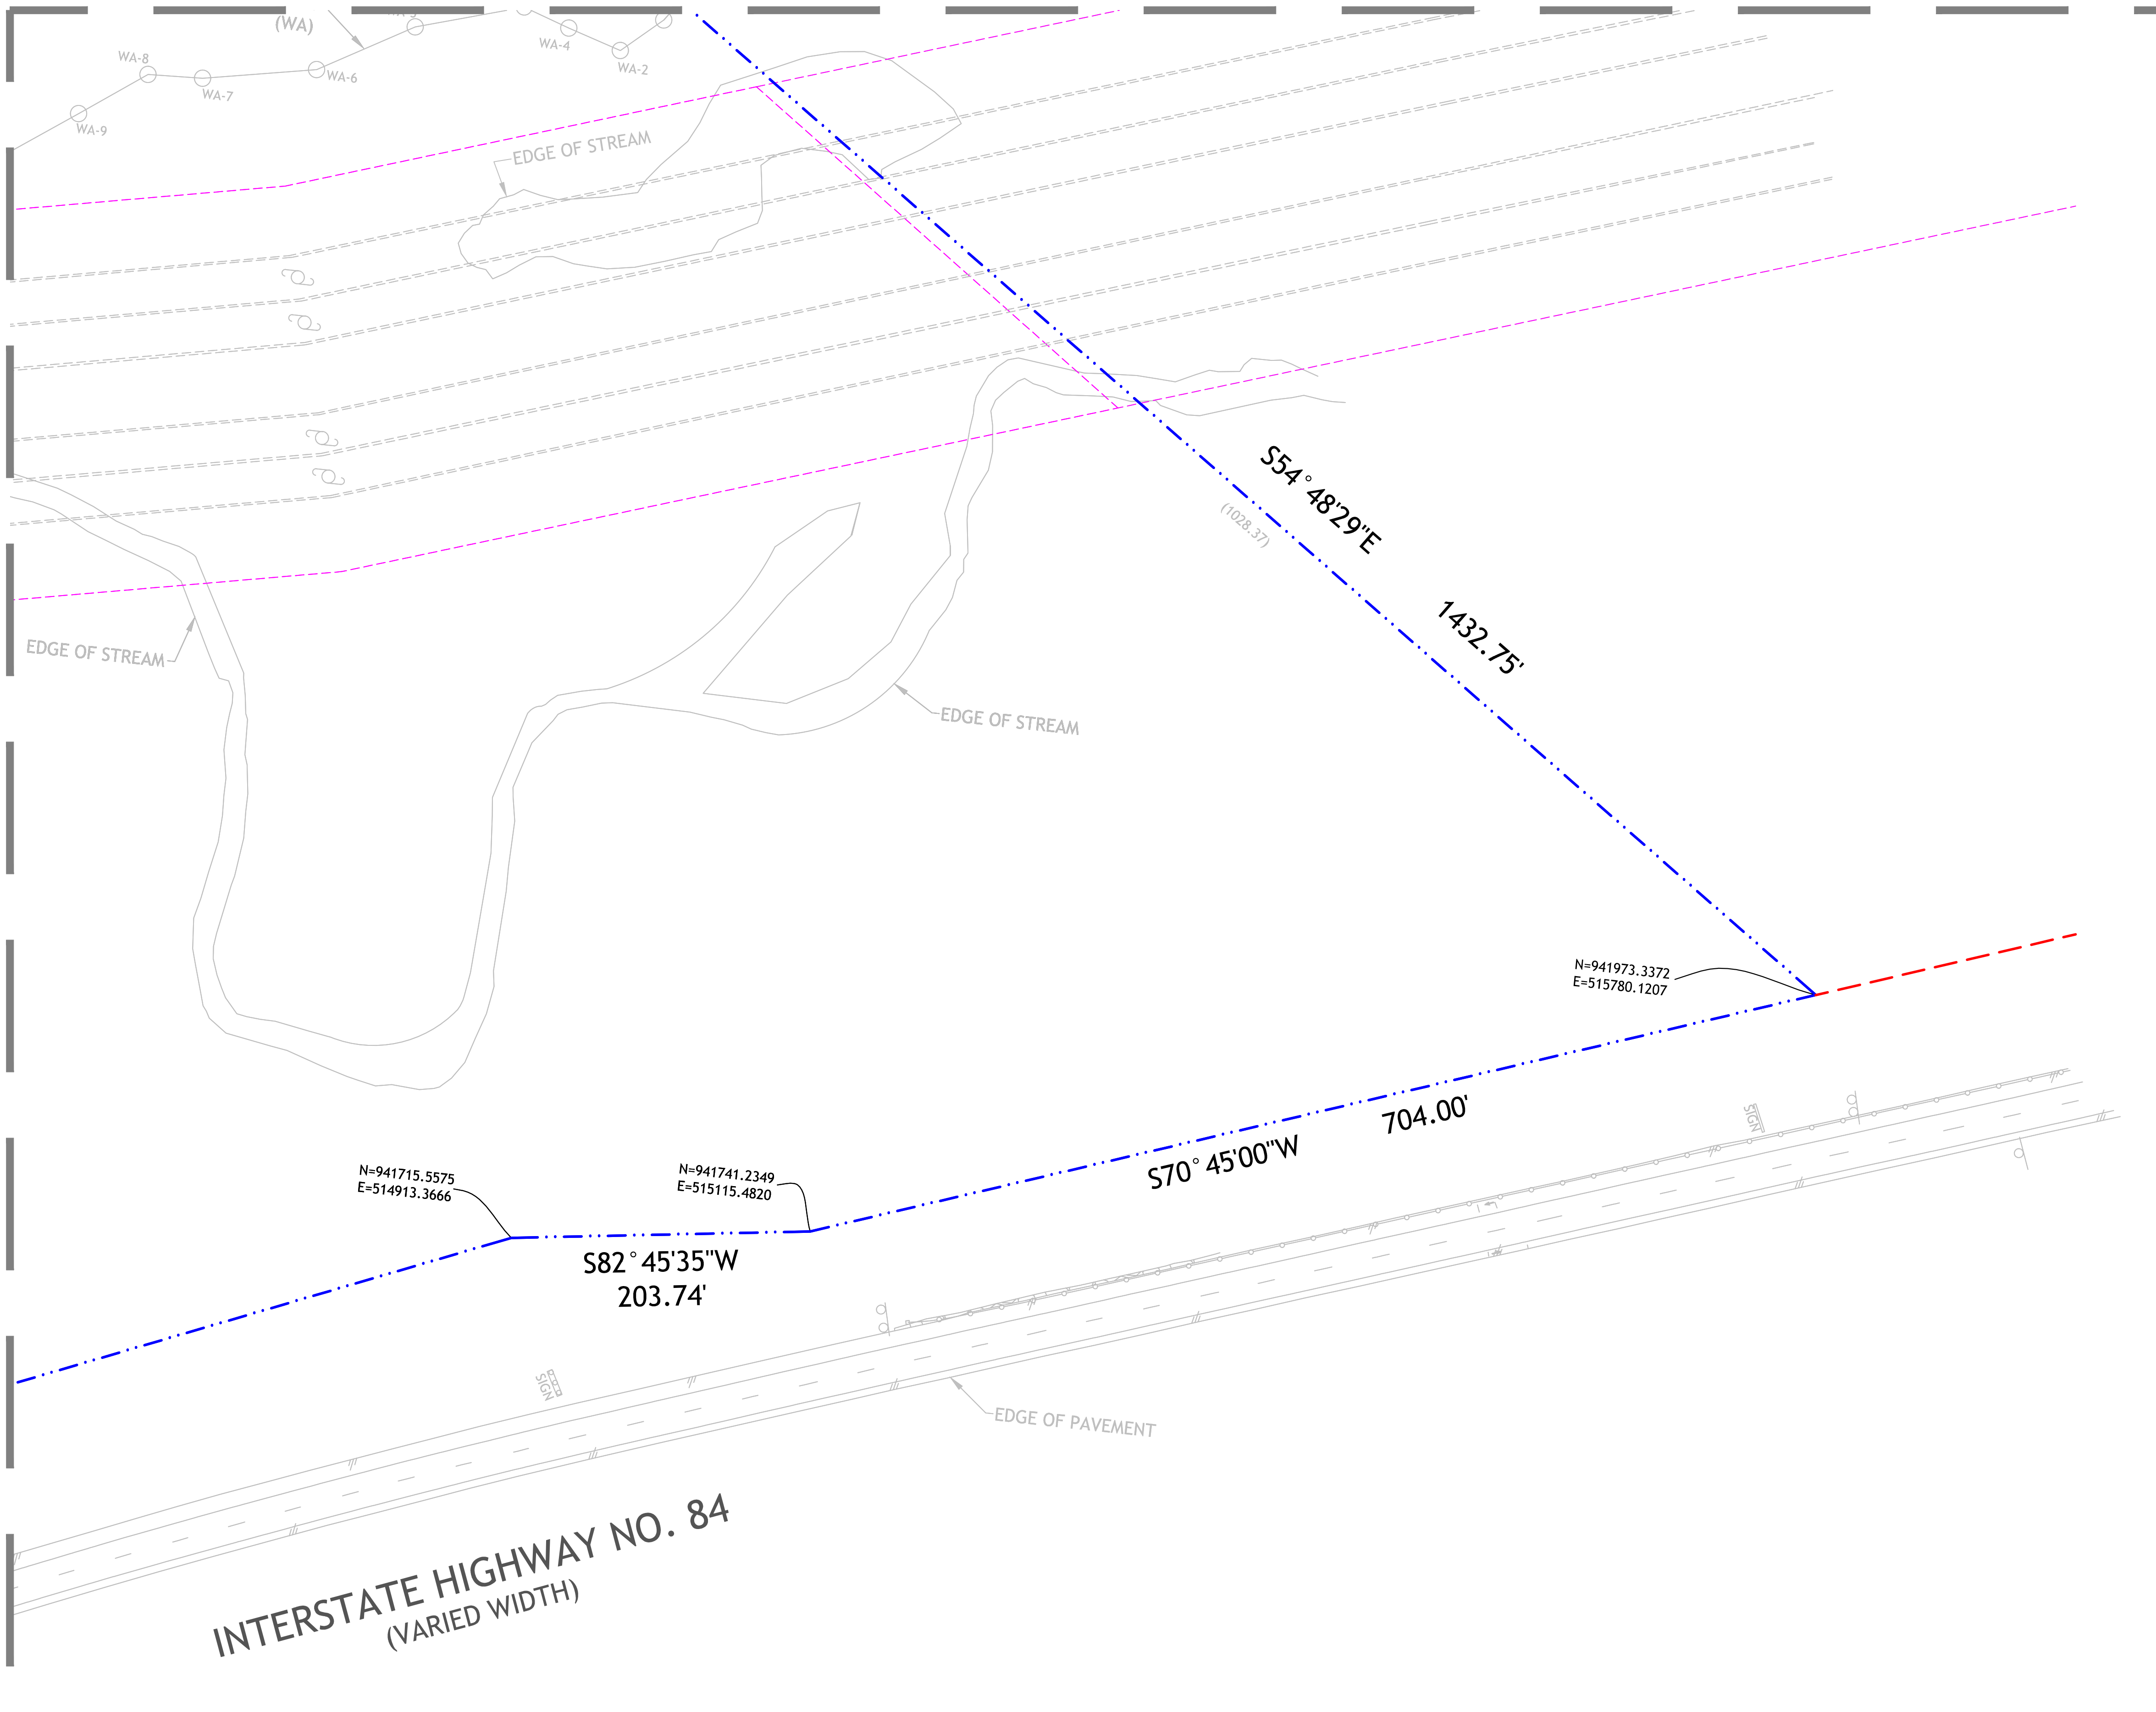 (WA)
WA-8
WA-7
WA-6
WA-9
WA-4
WA-2
EDGE OF STREAM
S54°48'29"E
(1028.37)
1432.75'
EDGE OF STREAM
EDGE OF STREAM
N=941973.3372
E=515780.1207
704.00'
S70°45'00"W
SIGN
N=941715.5575
E=514913.3666
N=941741.2349
E=515115.4820
S82°45'35"W
203.74'
SIGN
EDGE OF PAVEMENT
INTERSTATE HIGHWAY NO. 84
(VARIED WIDTH)